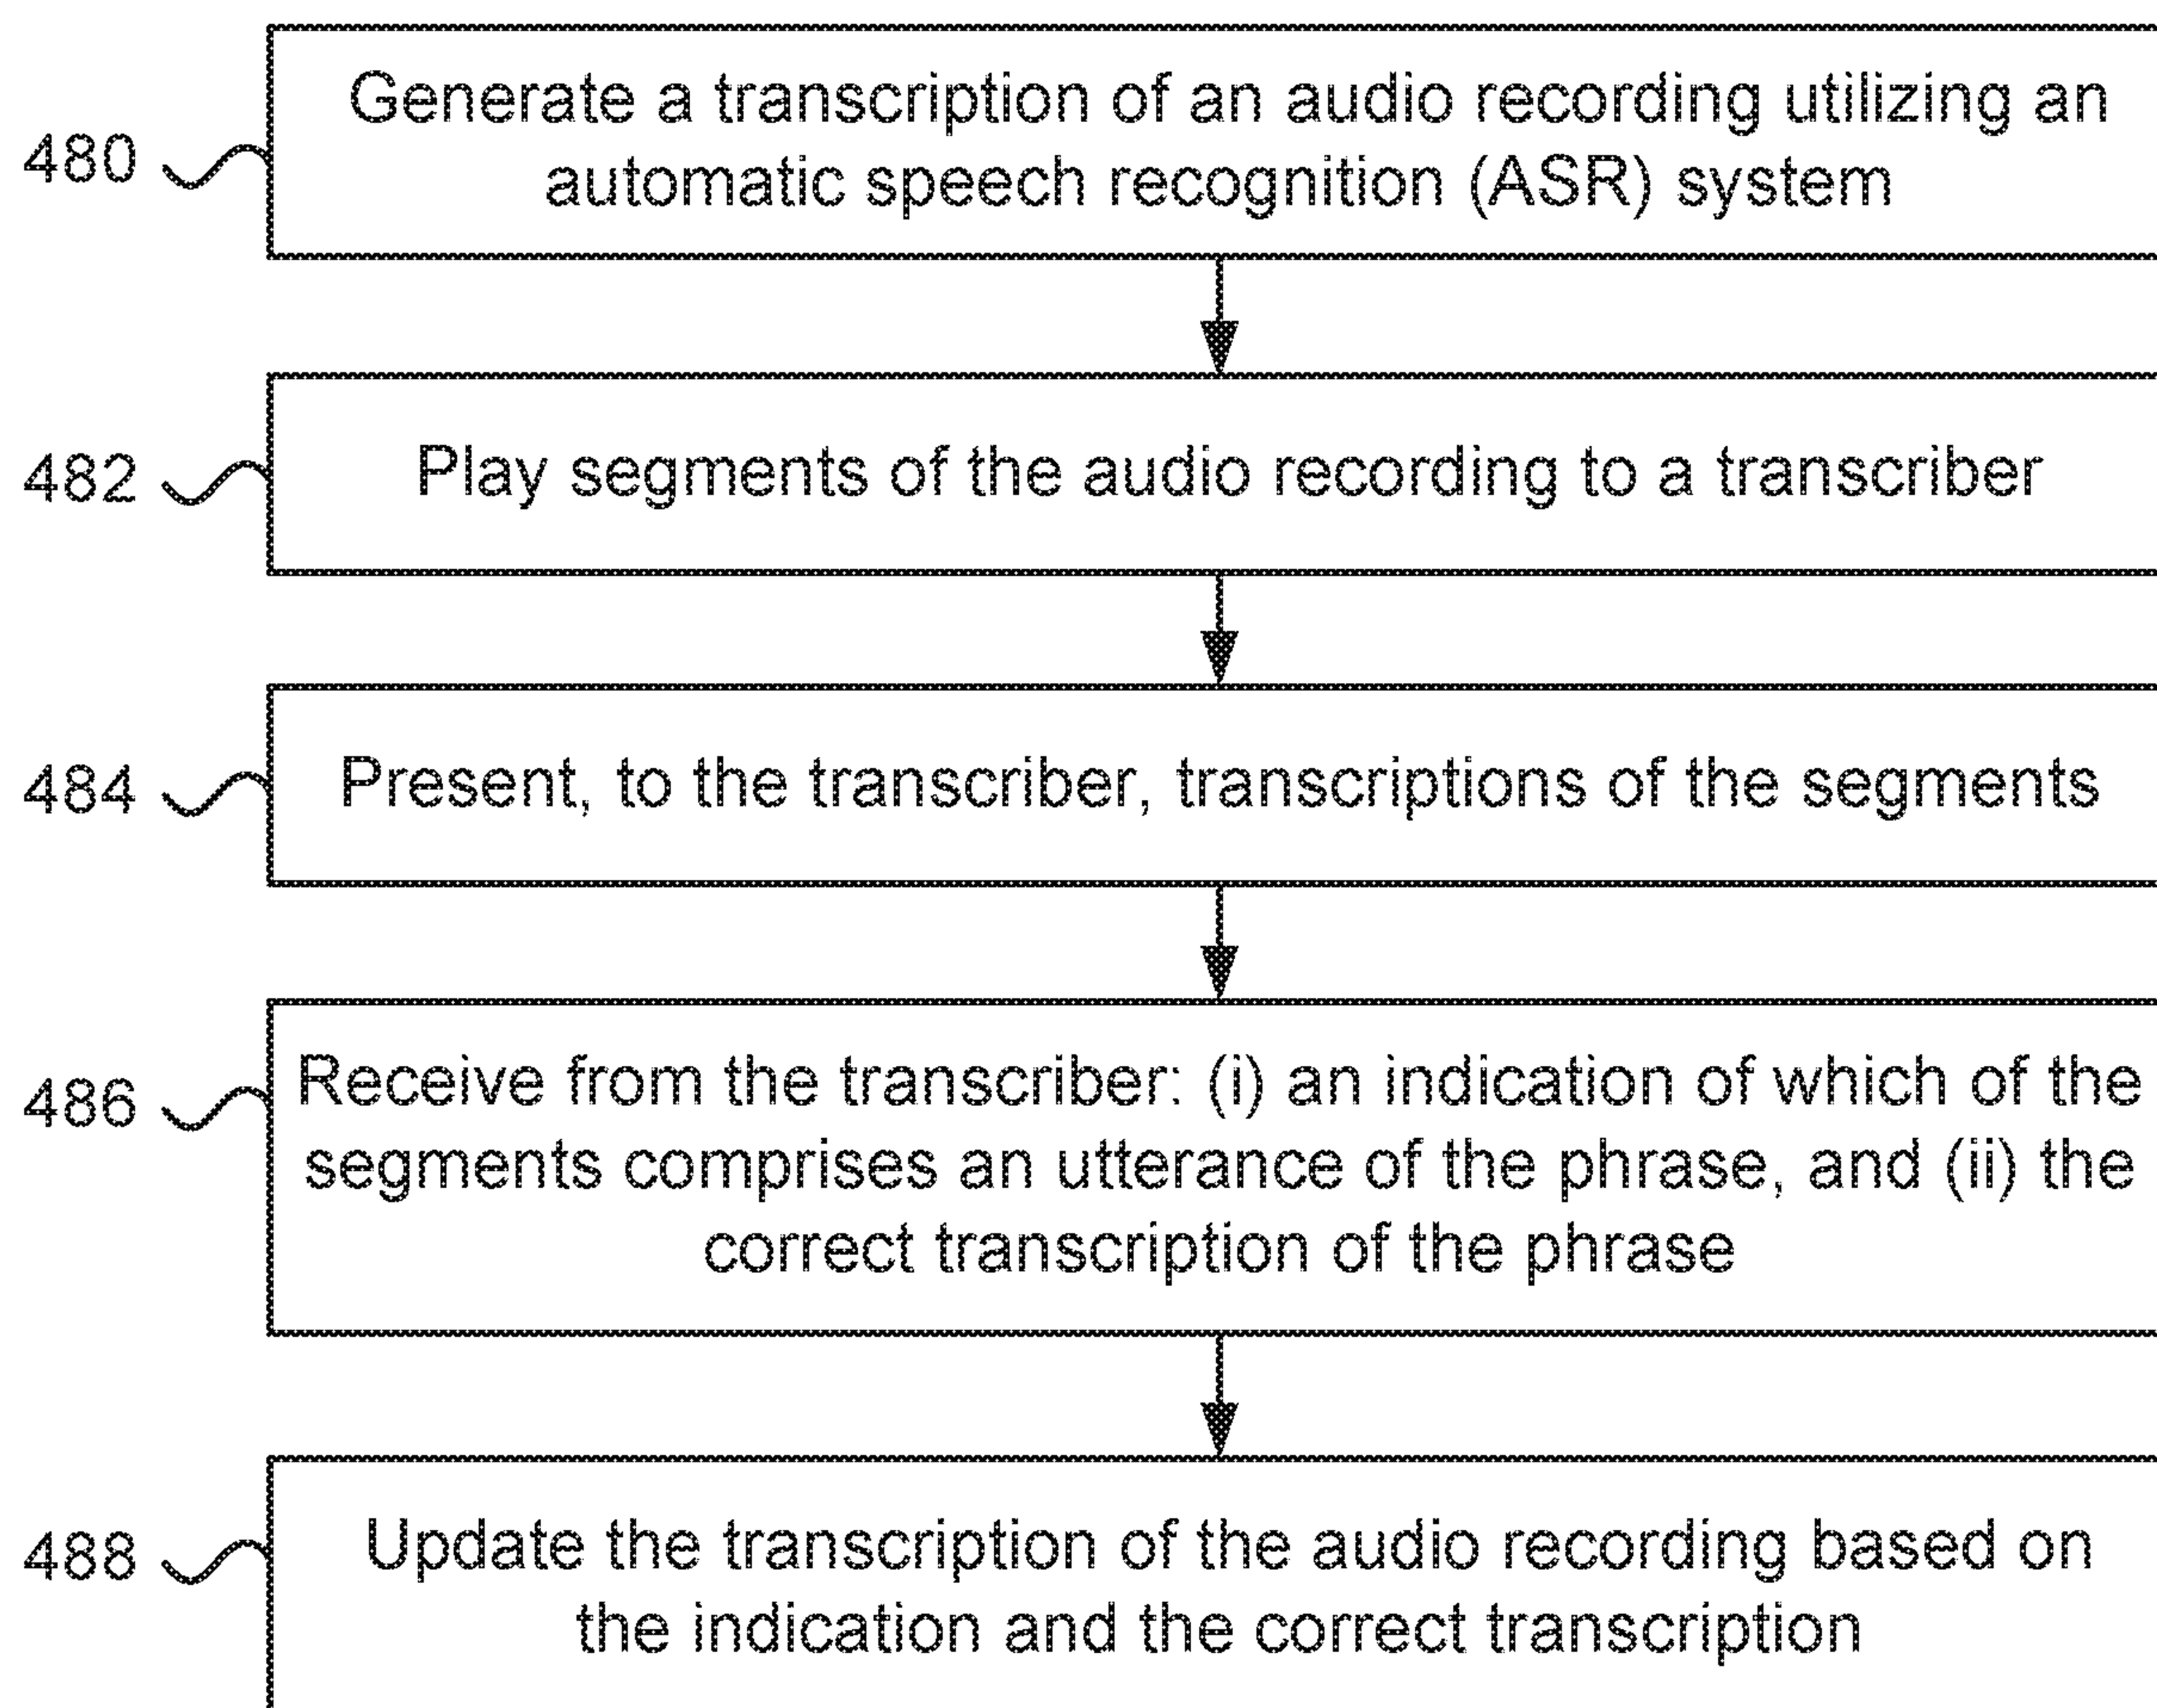 Generate a transcription of an audio recording utilizing an
480
automatic speech recognition (ASR) system
482
Play segments of the audio recording to a transcriber
484
Present, to the transcriber, transcriptions of the segments
486
Receive from the transcriber: (i) an indication of which of the
segments comprises an utterance of the phrase, and (ii) the
correct transcription of the phrase
488
Update the transcription of the audio recording based on
the indication and the correct transcription